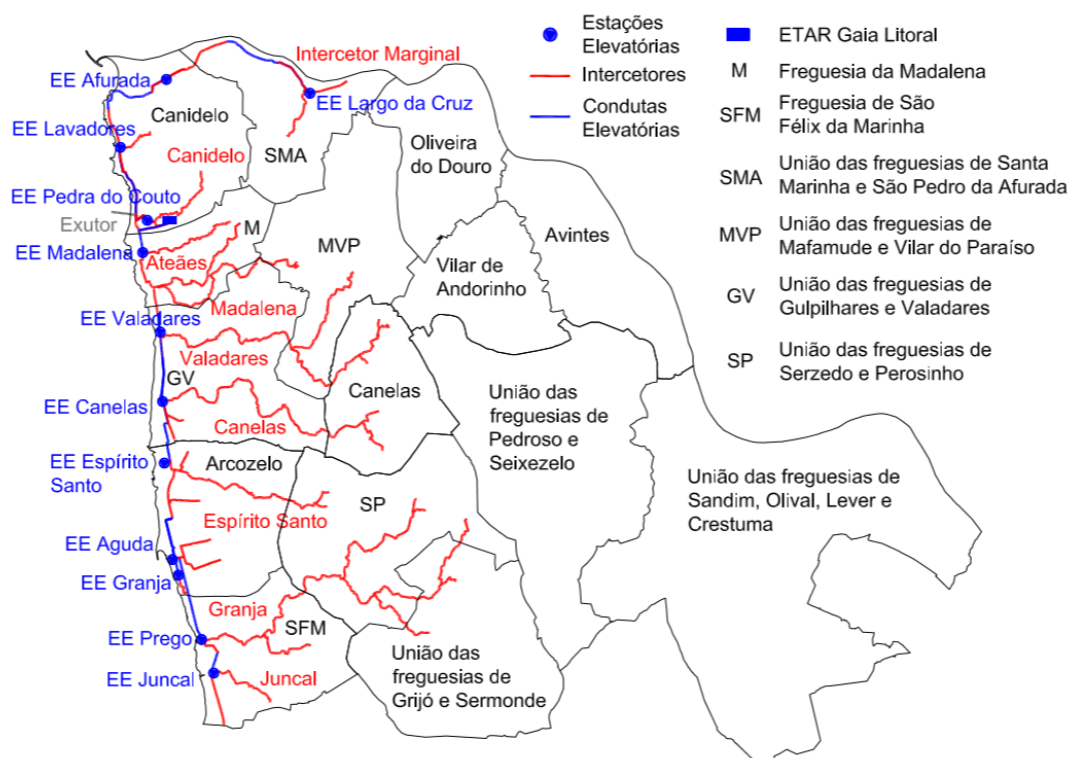 Estações
Elevatórias
Intercetores
Condutas
Elevatórias
ETAR Gaia Litoral
M
Freguesia da Madalena
SFM
Freguesia de São
Félix da Marinha
SMA
União das freguesias de Santa
Marinha e São Pedro da Afurada
MVP
União das freguesias de
Mafamude e Vilar do Paraíso
GV
União das freguesias de
Gulpilhares e Valadares
SP
União das freguesias de
Serzedo e Perosinho
Intercetor Marginal
EE Afurada
EE Largo da Cruz
Canidelo
EE Lavadores
Canidelo
SMA
Oliveira
do Douro
EE Pedra do Couto
Exutor
M
EE Madalena
Ateães
MVP
Avintes
Vilar de
Andorinho
Madalena
EE Valadares
Valadares
GV
Canelas
EE Canelas
Canelas
União das
freguesias de
Pedroso e
Seixezelo
EE Espírito
Santo
Arcozelo
SP
União das freguesias de
Sandim, Olival, Lever e
Crestuma
Espírito Santo
EE Aguda
EE Granja
Granja
SFM
EE Prego
União das
freguesias de
Grijó e Sermonde
EE Juncal
Juncal